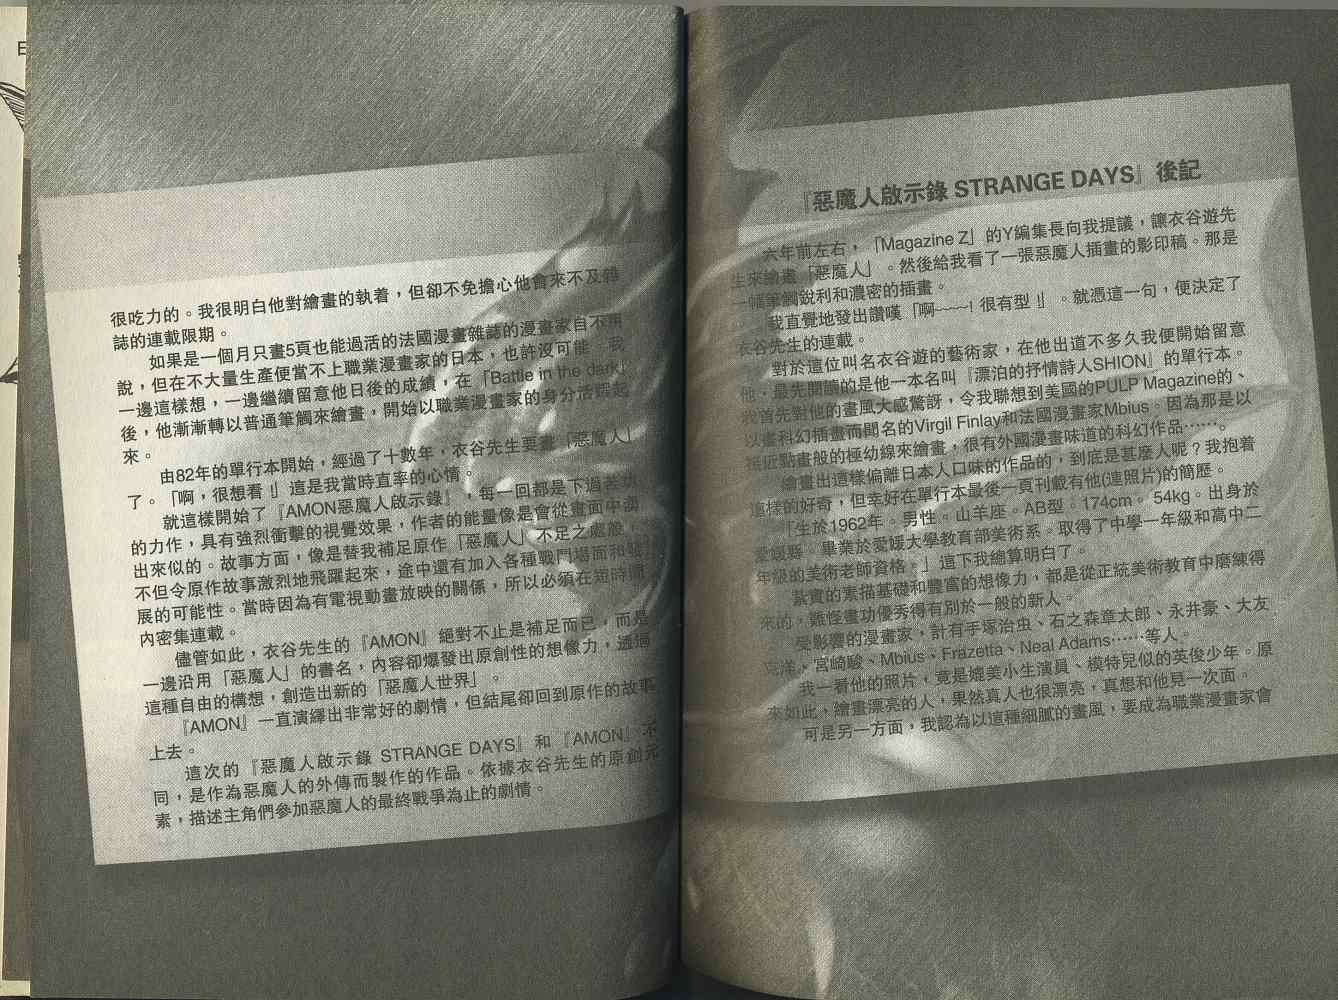 『惡魔人啟示錄 STRANGE DAYS』後記
六年前左右，「Magazine Z」的Y編集長向我提議，讓衣谷遊先
生來繪畫「惡魔人」。然後給我看了一張惡魔人插畫的影印稿。那是
一幅筆觸銳利和濃密的插畫。
我直覺地發出讚嘆「啊~~~! 很有型!」。就憑這一句，便決定了
衣谷先生的連載。
對於這位叫名衣谷遊的藝術家，在他出道不多久我便開始留意
他，最先閱讀的是他一本名叫『漂泊的抒情詩人SHION』的單行本。
我首先對他的畫風大感驚訝，令我聯想到美國的PULP Magazine的、
以畫科幻插畫而聞名的Virgil Finlay和法國漫畫家Mbius。因為那是以
接近點畫般的極幼線來繪畫，很有外國漫畫味道的科幻作品……。
繪畫出這樣偏離日本人口味的作品的，到底是甚麼人呢？我抱着
這樣的好奇，但幸好在單行本最後一頁刊載有他(連照片)的簡歷。
「生於1962年。男性。山羊座。AB型。174cm。54kg。出身於
愛媛縣。畢業於愛媛大學教育部美術系。取得了中學一年級和高中二
年級的美術老師資格。」這下我總算明白了。
紮實的素描基礎和豐富的想像力，都是從正統美術教育中磨練得
來的，難怪畫功優秀得有別於一般的新人。
受影響的漫畫家，計有手塚治虫、石之森章太郎、永井豪、大友
克洋、宮崎駿、Mbius、Frazetta、Neal Adams……等人。
我一看他的照片，竟是媲美小生演員、模特兒似的英俊少年。原
來如此，繪畫漂亮的人，果然真人也很漂亮，真想和他見一次面。
可是另一方面，我認為以這種細膩的畫風，要成為職業漫畫家會
很吃力的。我很明白他對繪畫的執着，但卻不免擔心他會來不及雜
誌的連載限期。
如果是一個月只畫5頁也能過活的法國漫畫雜誌的漫畫家自不用
說，但在不大量生產便當不上職業漫畫家的日本，也許沒可能。我
一邊這樣想，一邊繼續留意他日後的成績，在「Battle in the dark」
後，他漸漸轉以普通筆觸來繪畫，開始以職業漫畫家的身分活躍起
來。
由82年的單行本開始，經過了十數年，衣谷先生要畫「惡魔人」
了。「啊，很想看!」這是我當時直率的心情。
就這樣開始了『AMON惡魔人啟示錄』，每一回都是下過苦功
的力作，具有強烈衝擊的視覺效果，作者的能量像是會從畫面中湧
出來似的。故事方面，像是替我補足原作「惡魔人」不足之處般，
不但令原作故事激烈地飛躍起來，途中還有加入各種戰鬥場面和發
展的可能性。當時因為有電視動畫放映的關係，所以必須在短時間
內密集連載。
儘管如此，衣谷先生的『AMON』絕對不止是補足而已，而是
一邊沿用「惡魔人」的書名，內容卻爆發出原創性的想像力，透過
這種自由的構想，創造出新的「惡魔人世界」。
『AMON』一直演繹出非常好的劇情，但結尾卻回到原作的故事
上去。
這次的『惡魔人啟示錄 STRANGE DAYS』和『AMON』不
同，是作為惡魔人的外傳而製作的作品。依據衣谷先生的原創元
素，描述主角們參加惡魔人的最終戰爭為止的劇情。